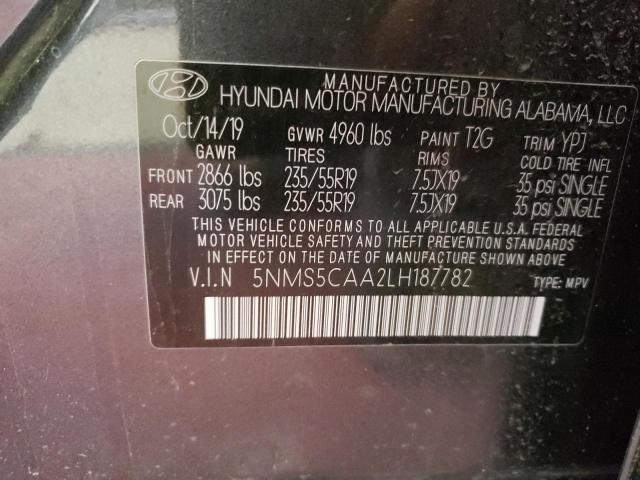 MANUFACTURED BY
HYUNDAI MOTOR MANUFACTURING ALABAMA, LLC
Oct/14/19 GVWR 4960 lbs PAINT T2G TRIM YPJ
GAWR TIRES RIMS COLD TIRE INFL
FRONT 2866 lbs 235/55R19 7.5JX19 35 psi SINGLE
REAR 3075 lbs 235/55R19 7.5JX19 35 psi SINGLE
THIS VEHICLE CONFORMS TO ALL APPLICABLE U.S.A. FEDERAL
MOTOR VEHICLE SAFETY AND THEFT PREVENTION STANDARDS
IN EFFECT ON THE DATE OF MANUFACTURE SHOWN ABOVE.
V.I.N 5NMS5CAA2LH187782 TYPE: MPV